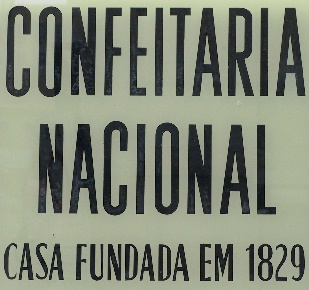 CONFEITARIA
NACIONAL
CASA FUNDADA EM 1829